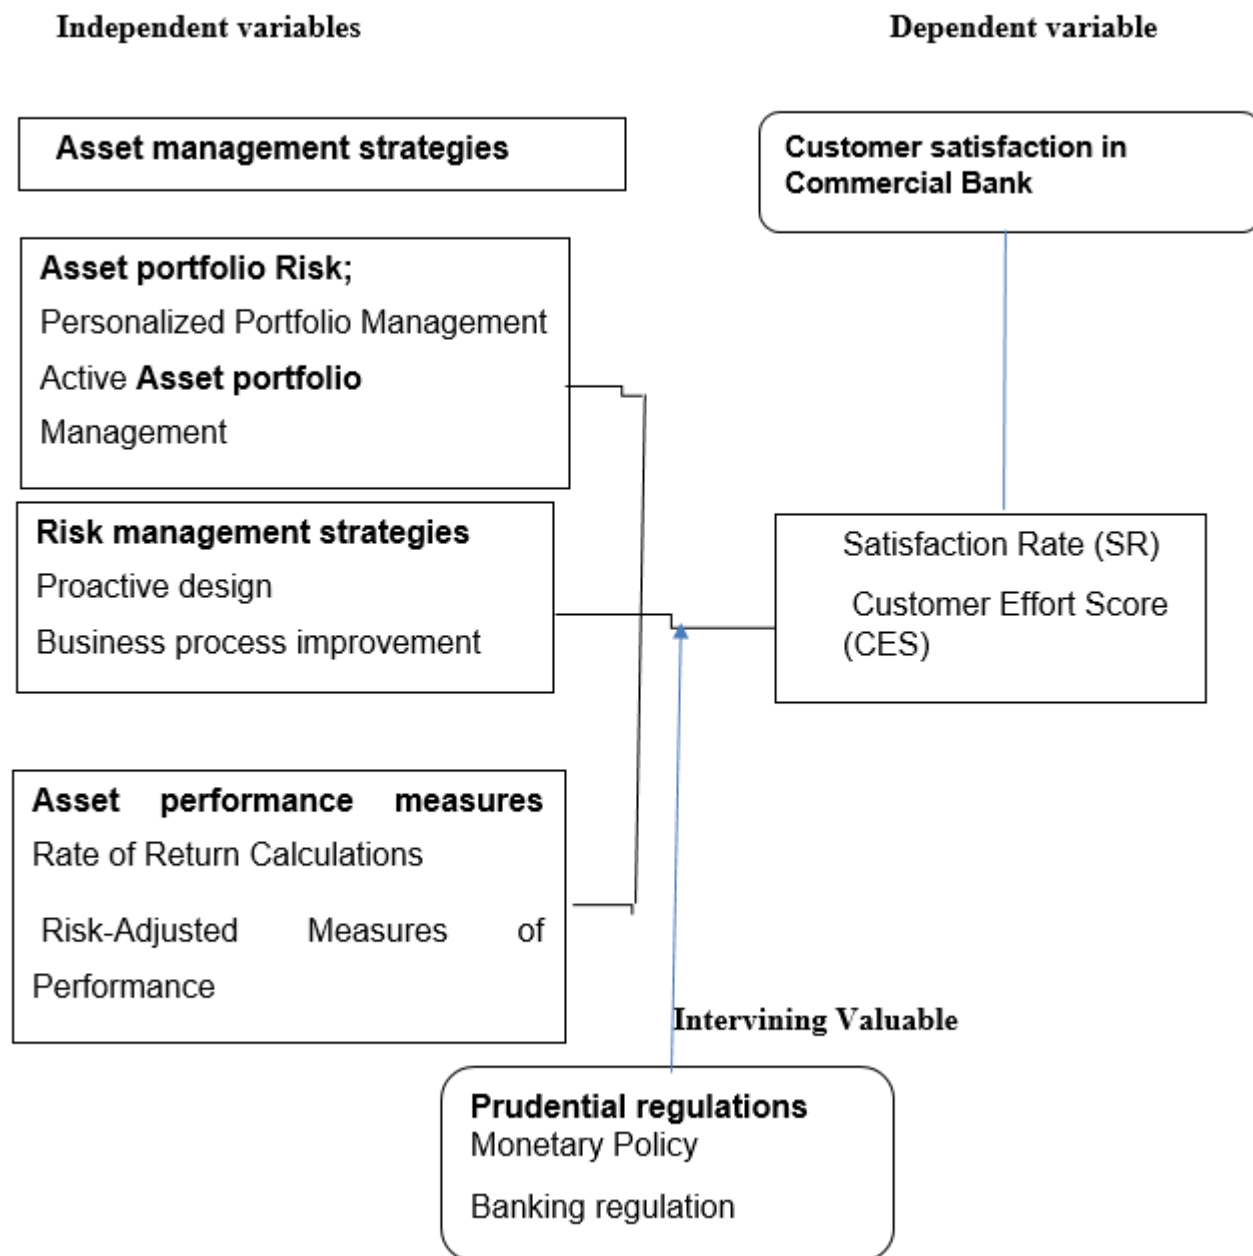 Independent variables
Dependent variable
Asset management strategies
Customer satisfaction in
Commercial Bank
Asset portfolio Risk;
Personalized Portfolio Management
Active Asset portfolio
Management
Risk management strategies
Proactive design
Business process improvement
Satisfaction Rate (SR)
Customer Effort Score
(CES)
Asset performance measures
Rate of Return Calculations
Risk-Adjusted Measures of
Performance
Intervining Valuable
Prudential regulations
Monetary Policy
Banking regulation